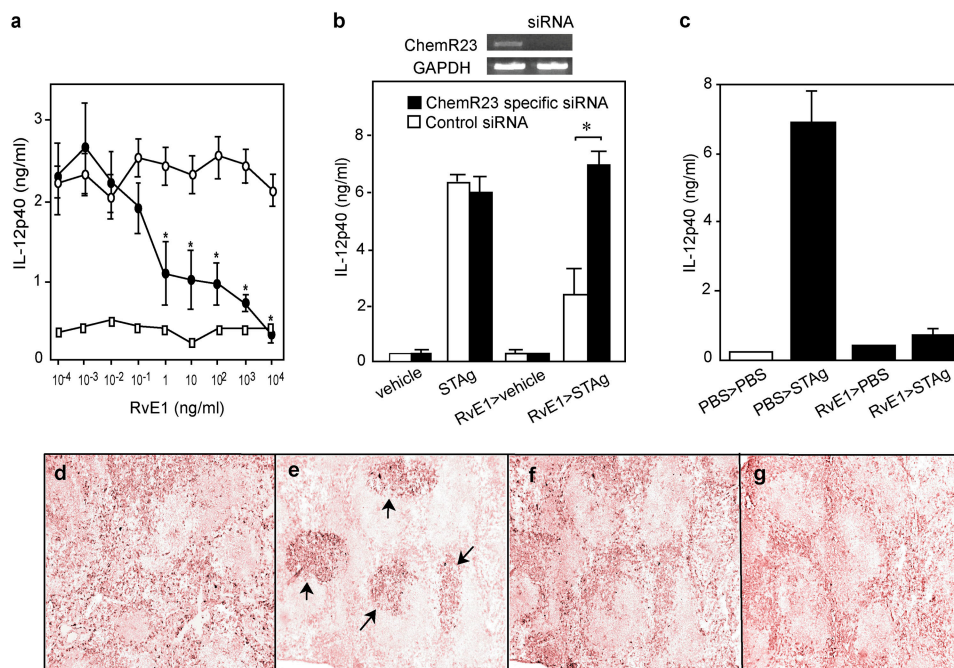 a
IL-12p40 (ng/ml)
3
2
1
0
10-4 10-3 10-2 10-1 1 10 102 103 104
RvE1 (ng/ml)
* * * * *
b
siRNA
ChemR23
GAPDH
ChemR23 specific siRNA
Control siRNA
*
IL-12p40 (ng/ml)
8
6
4
2
0
vehicle
STAg
RvE1>vehicle
RvE1>STAg
c
IL-12p40 (ng/ml)
8
6
4
2
0
PBS>PBS
PBS>STAg
RvE1>PBS
RvE1>STAg
d
e
f
g